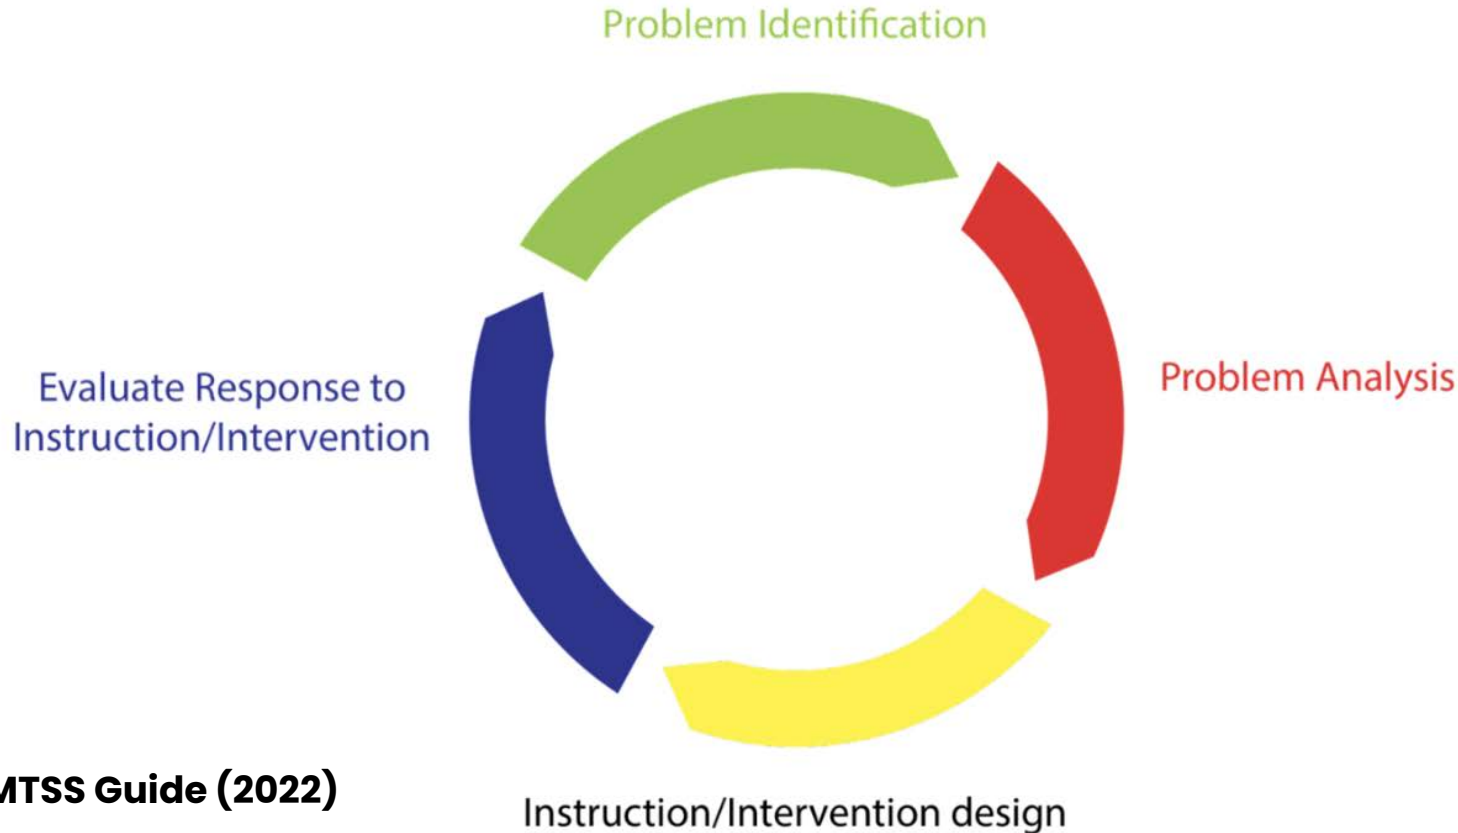 Problem Identification
Problem Analysis
Evaluate Response to
Instruction/Intervention
MTSS Guide (2022)
Instruction/Intervention design